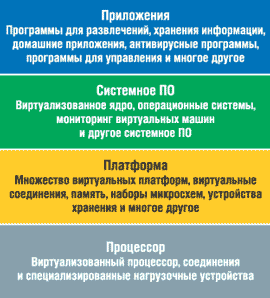 Приложения
Программы для развлечений, хранения информации,
домашние приложения, антивирусные программы,
программы для управления и многое другое
Системное ПО
Виртуализованное ядро, операционные системы,
мониторинг виртуальных машин
и другое системное ПО
Платформа
Множество виртуальных платформ, виртуальные
соединения, память, наборы микросхем, устройства
хранения и многое другое
Процессор
Виртуализованный процессор, соединения
и специализированные нагрузочные устройства